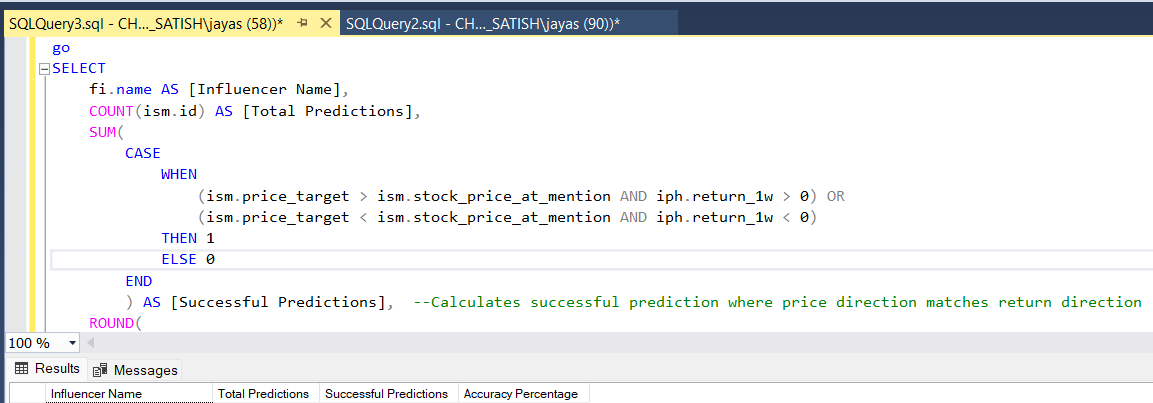 SQLQuery3.sql - CH..._SATISH\jayas (58))* SQLQuery2.sql - CH..._SATISH\jayas (90))*
go
SELECT
fi.name AS [Influencer Name],
COUNT(ism.id) AS [Total Predictions],
SUM(
CASE
WHEN
(ism.price_target > ism.stock_price_at_mention AND iph.return_1w > 0) OR
(ism.price_target < ism.stock_price_at_mention AND iph.return_1w < 0)
THEN 1
ELSE 0
END
) AS [Successful Predictions],  --Calculates successful prediction where price direction matches return direction
ROUND(
100 %
Results Messages
Influencer Name Total Predictions Successful Predictions Accuracy Percentage